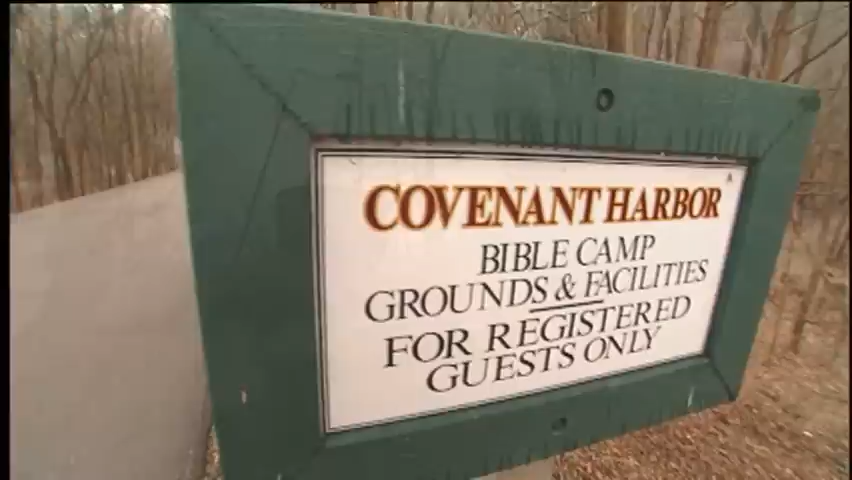 COVENANT HARBOR
BIBLE CAMP
GROUNDS & FACILITIES
FOR REGISTERED
GUESTS ONLY